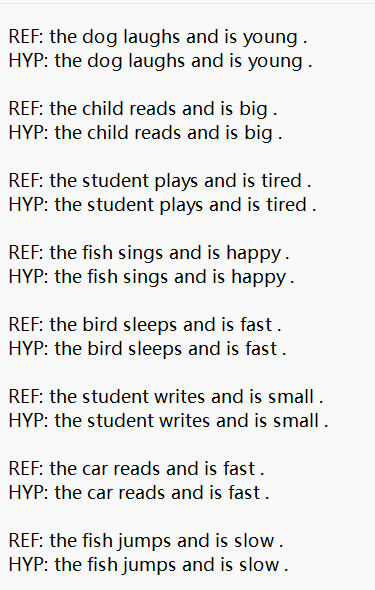 REF: the dog laughs and is young .
HYP: the dog laughs and is young .
REF: the child reads and is big .
HYP: the child reads and is big .
REF: the student plays and is tired .
HYP: the student plays and is tired .
REF: the fish sings and is happy .
HYP: the fish sings and is happy .
REF: the bird sleeps and is fast .
HYP: the bird sleeps and is fast .
REF: the student writes and is small .
HYP: the student writes and is small .
REF: the car reads and is fast .
HYP: the car reads and is fast .
REF: the fish jumps and is slow .
HYP: the fish jumps and is slow .